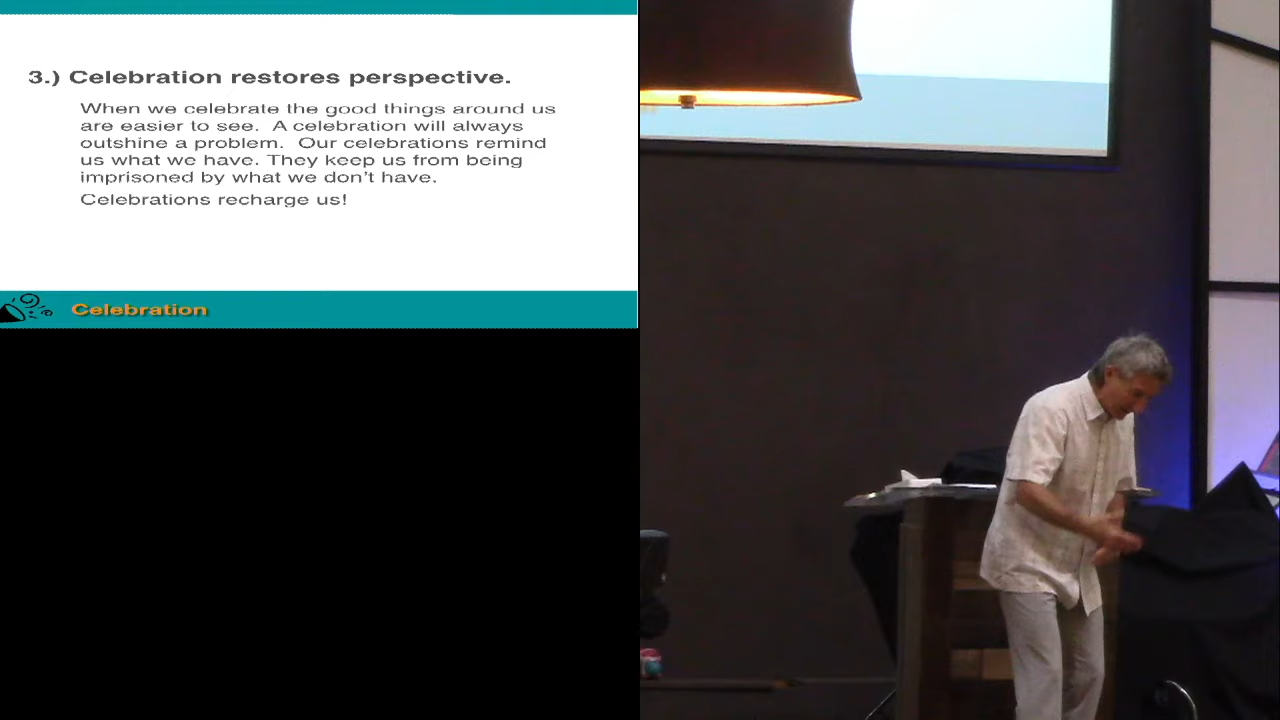 3.) Celebration restores perspective.
When we celebrate the good things around us
are easier to see.  A celebration will always
outshine a problem.  Our celebrations remind
us what we have. They keep us from being
imprisoned by what we don't have.
Celebrations recharge us!
Celebration